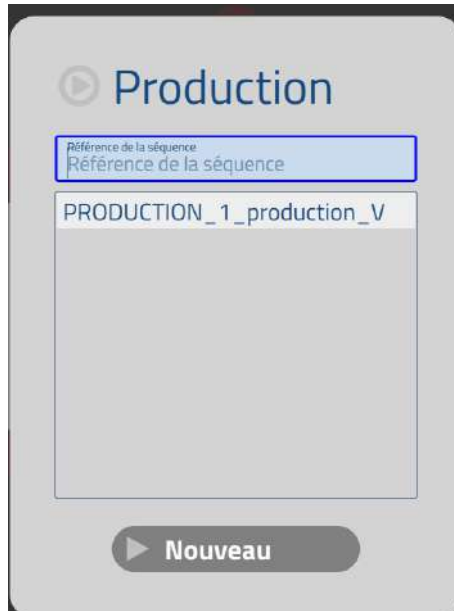 Production
Référence de la séquence
Référence de la séquence
PRODUCTION_1_production_V
Nouveau